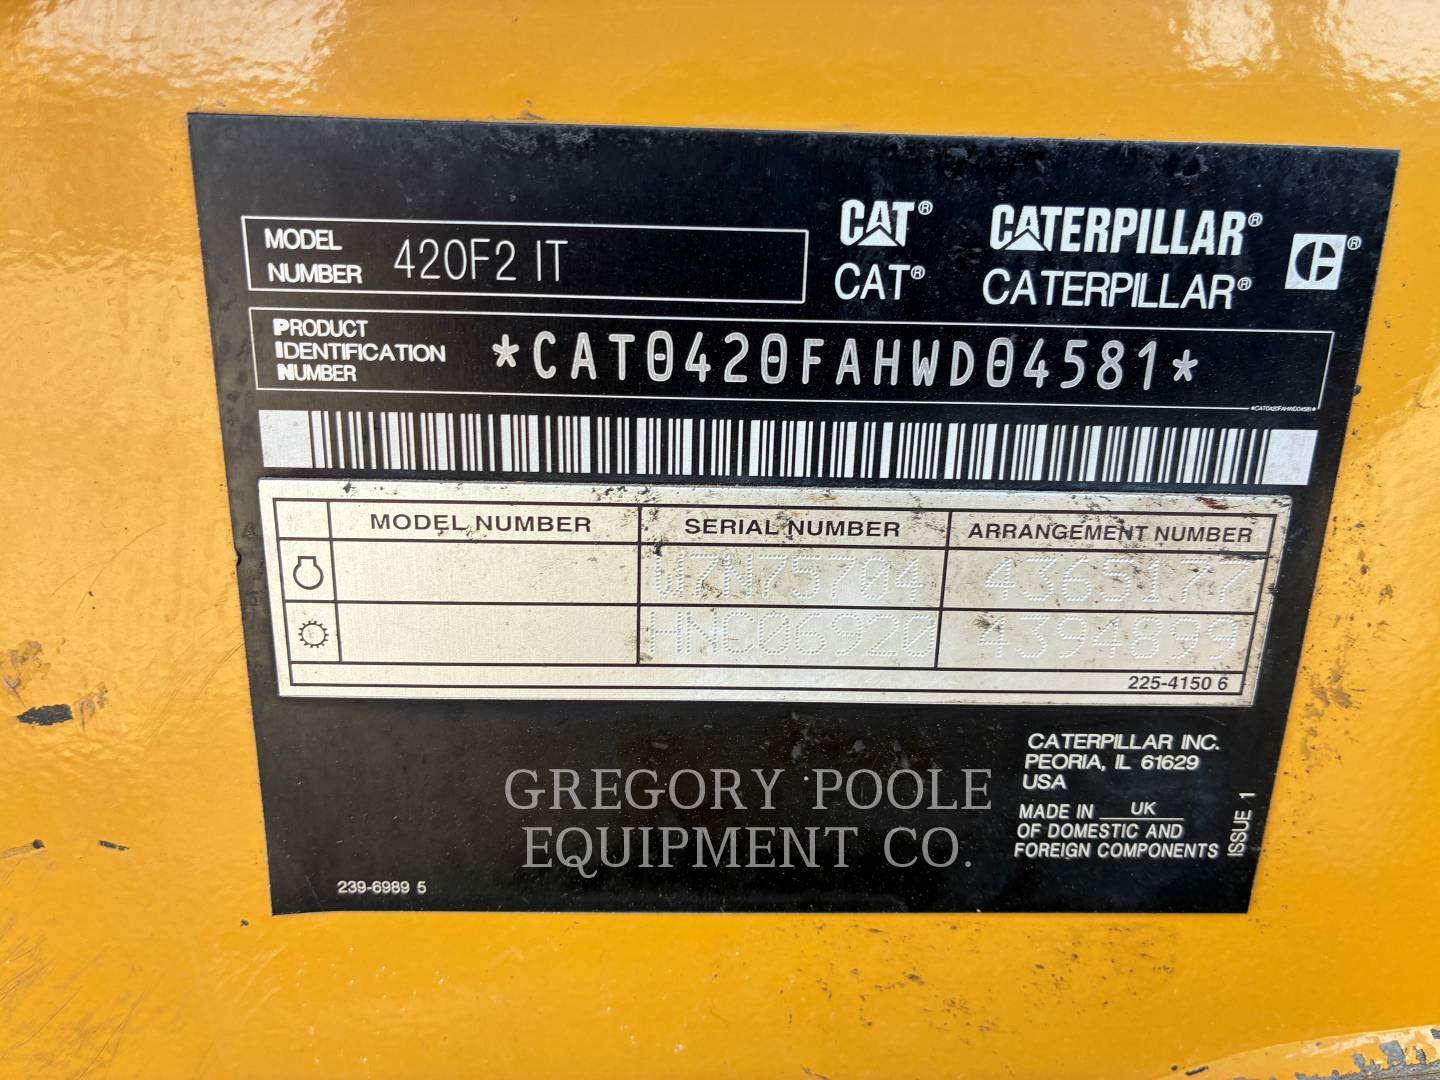 CAT® CATERPILLAR® ®
CAT® CATERPILLAR®
MODEL NUMBER 420F2 IT
PRODUCT IDENTIFICATION NUMBER *CAT0420FAHWD04581*
*CAT0420FAHWD04581*
MODEL NUMBER SERIAL NUMBER ARRANGEMENT NUMBER
W7N75704 4365177
HNC06920 4394899
225-4150 6
CATERPILLAR INC.
PEORIA, IL 61629
USA
MADE IN UK
OF DOMESTIC AND
FOREIGN COMPONENTS
ISSUE 1
239-6989 5
GREGORY POOLE
EQUIPMENT CO.